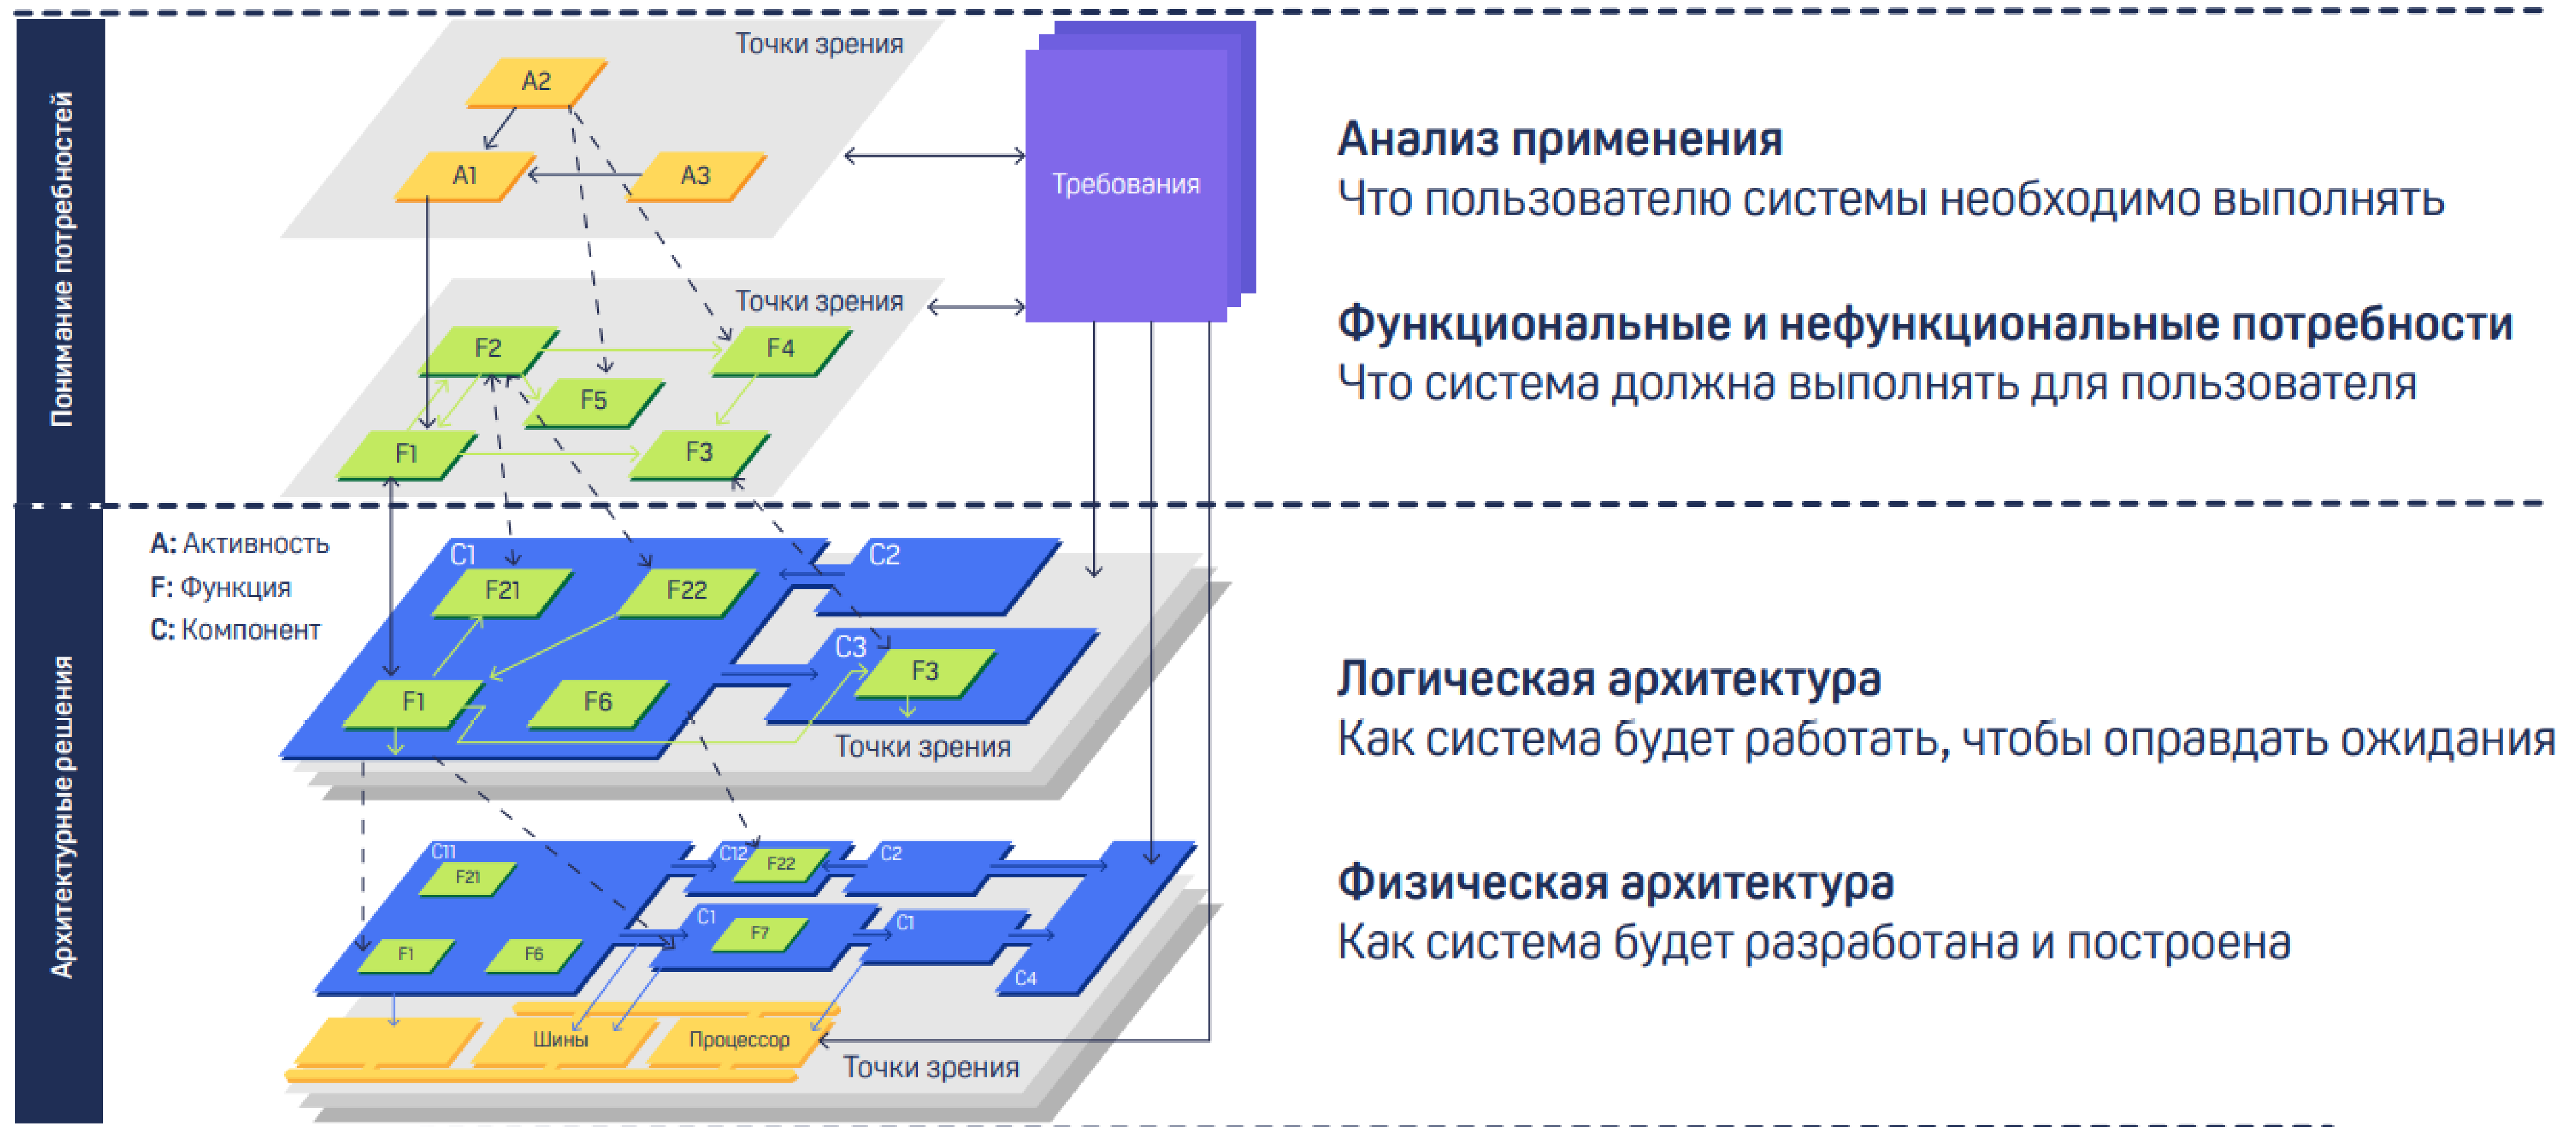 Понимание потребностей
Точки зрения
A2
A1
A3
Требования
Анализ применения
Что пользователю системы необходимо выполнять
Точки зрения
F2
F4
F5
F1
F3
Функциональные и нефункциональные потребности
Что система должна выполнять для пользователя
Архитектурные решения
A: Активность
F: Функция
C: Компонент
C1
C2
F21
F22
C3
F3
F1
F6
Точки зрения
Логическая архитектура
Как система будет работать, чтобы оправдать ожидания
C11
C12
F22
C2
F21
C1
F7
C1
F1
F6
C4
Шины
Процессор
Точки зрения
Физическая архитектура
Как система будет разработана и построена